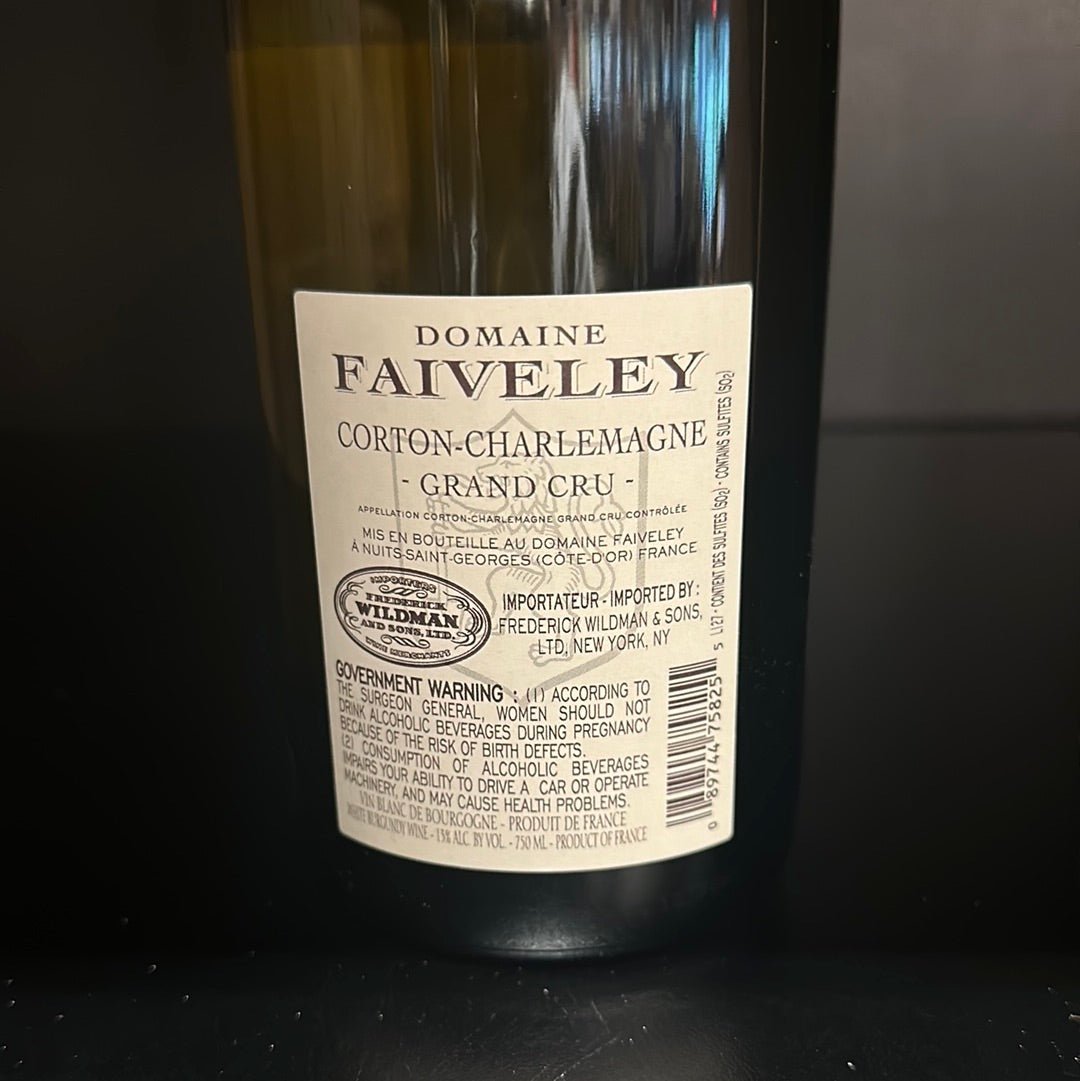 DOMAINE
FAIVELEY
CORTON-CHARLEMAGNE
- GRAND CRU -
APPELLATION CORTON-CHARLEMAGNE GRAND CRU CONTRÔLÉE
MIS EN BOUTEILLE AU DOMAINE FAIVELEY
À NUITS-SAINT-GEORGES (CÔTE-D'OR) FRANCE
IMPORTERS
FREDERICK
WILDMAN
AND SONS, LTD.
WINE MERCHANTS
IMPORTATEUR - IMPORTED BY :
FREDERICK WILDMAN & SONS,
LTD, NEW YORK, NY
GOVERNMENT WARNING : (1) ACCORDING TO
THE SURGEON GENERAL, WOMEN SHOULD NOT
DRINK ALCOHOLIC BEVERAGES DURING PREGNANCY
BECAUSE OF THE RISK OF BIRTH DEFECTS.
(2) CONSUMPTION OF ALCOHOLIC BEVERAGES
IMPAIRS YOUR ABILITY TO DRIVE A CAR OR OPERATE
MACHINERY, AND MAY CAUSE HEALTH PROBLEMS.
VIN BLANC DE BOURGOGNE - PRODUIT DE FRANCE
WHITE BURGUNDY WINE - 13% ALC. BY VOL. - 750 ML - PRODUCT OF FRANCE
0 89744 75825 5
L127 - CONTIENT DES SULFITES (SO2) - CONTAINS SULFITES (SO2)